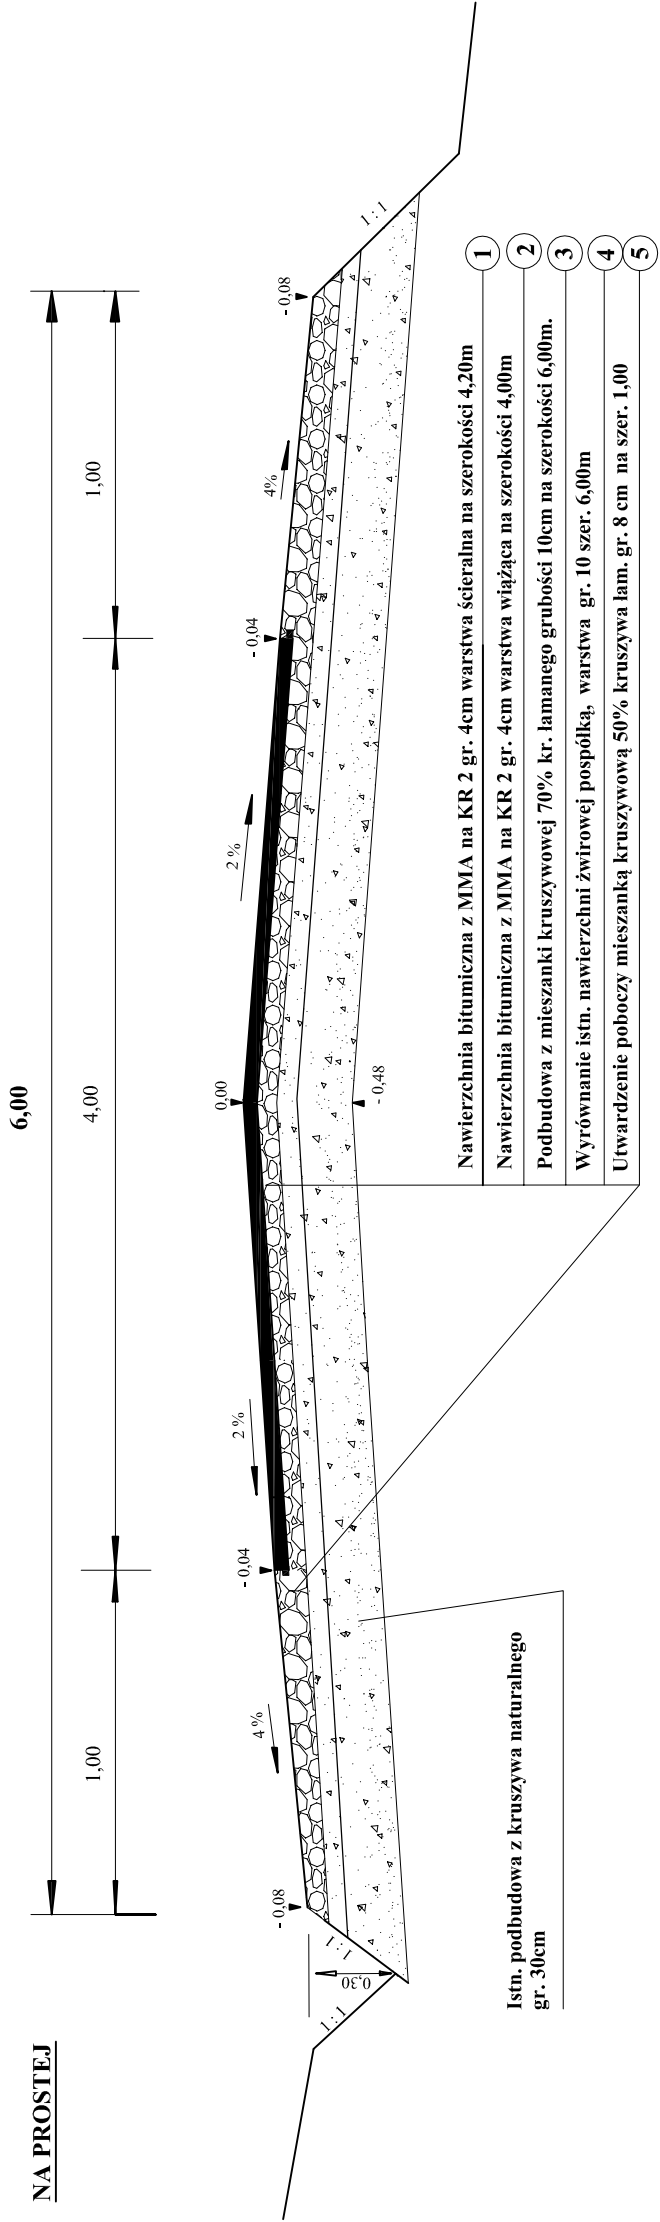 NA PROSTEJ
6,00
1,00
4,00
1,00
- 0,08
4 %
- 0,04
2 %
0,00
2 %
- 0,04
4%
- 0,08
1 : 1
1 : 1
0,30
1 : 1
- 0,48
Nawierzchnia bitumiczna z MMA na KR 2 gr. 4cm warstwa ścieralna na szerokości 4,20m
1
Nawierzchnia bitumiczna z MMA na KR 2 gr. 4cm warstwa wiążąca na szerokości 4,00m
2
Podbudowa z mieszanki kruszywowej 70% kr. łamanego grubości 10cm na szerokości 6,00m.
3
Wyrównanie istn. nawierzchni żwirowej pospółką, warstwa gr. 10 szer. 6,00m
4
Utwardzenie poboczy mieszanką kruszywową 50% kruszywa łam. gr. 8 cm na szer. 1,00
5
Istn. podbudowa z kruszywa naturalnego
gr. 30cm